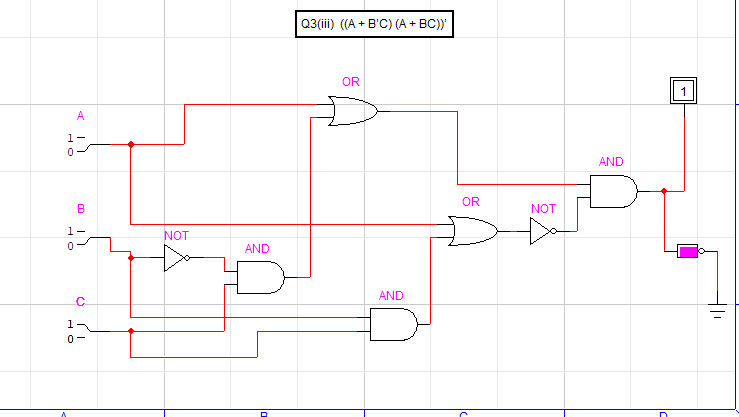 Q3(iii) ((A + B'C) (A + BC))'
OR
1
A
1
0
AND
B
OR
NOT
1
0
NOT
AND
C
AND
1
0
A
B
C
D